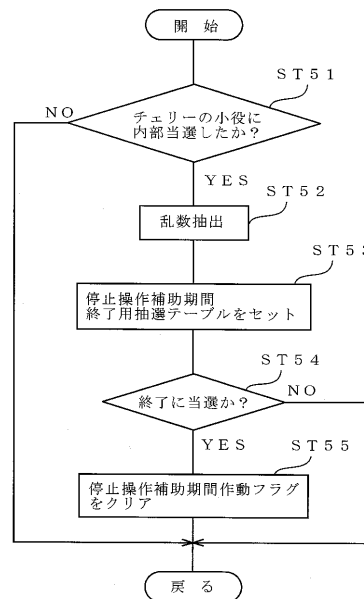 開 始
ST51
NO
チェリーの小役に
内部当選したか？
YES
ST52
乱数抽出
ST53
停止操作補助期間
終了用抽選テーブルをセット
ST54
終了に当選か？
NO
YES
ST55
停止操作補助期間作動フラグ
をクリア
戻 る